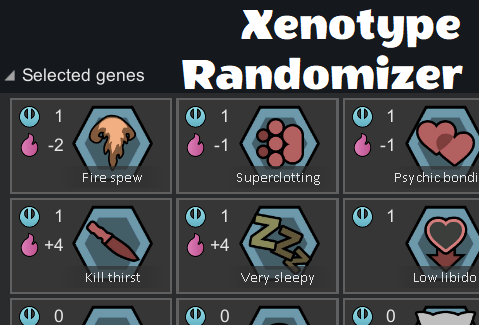 Xenotype
Randomizer
Selected genes
1
-2
Fire spew
1
-1
Superclotting
1
-1
Psychic bondi
1
+4
Kill thirst
1
+4
Very sleepy
1
Low libido
0
0
0